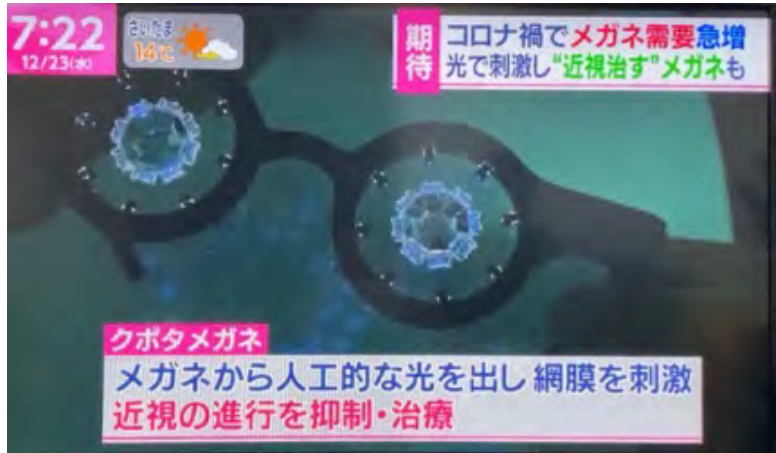 7:22
12/23(水)
さいたま
14℃
期待
コロナ禍でメガネ需要急増
光で刺激し“近視治す”メガネも
クボタメガネ
メガネから人工的な光を出し 網膜を刺激
近視の進行を抑制・治療